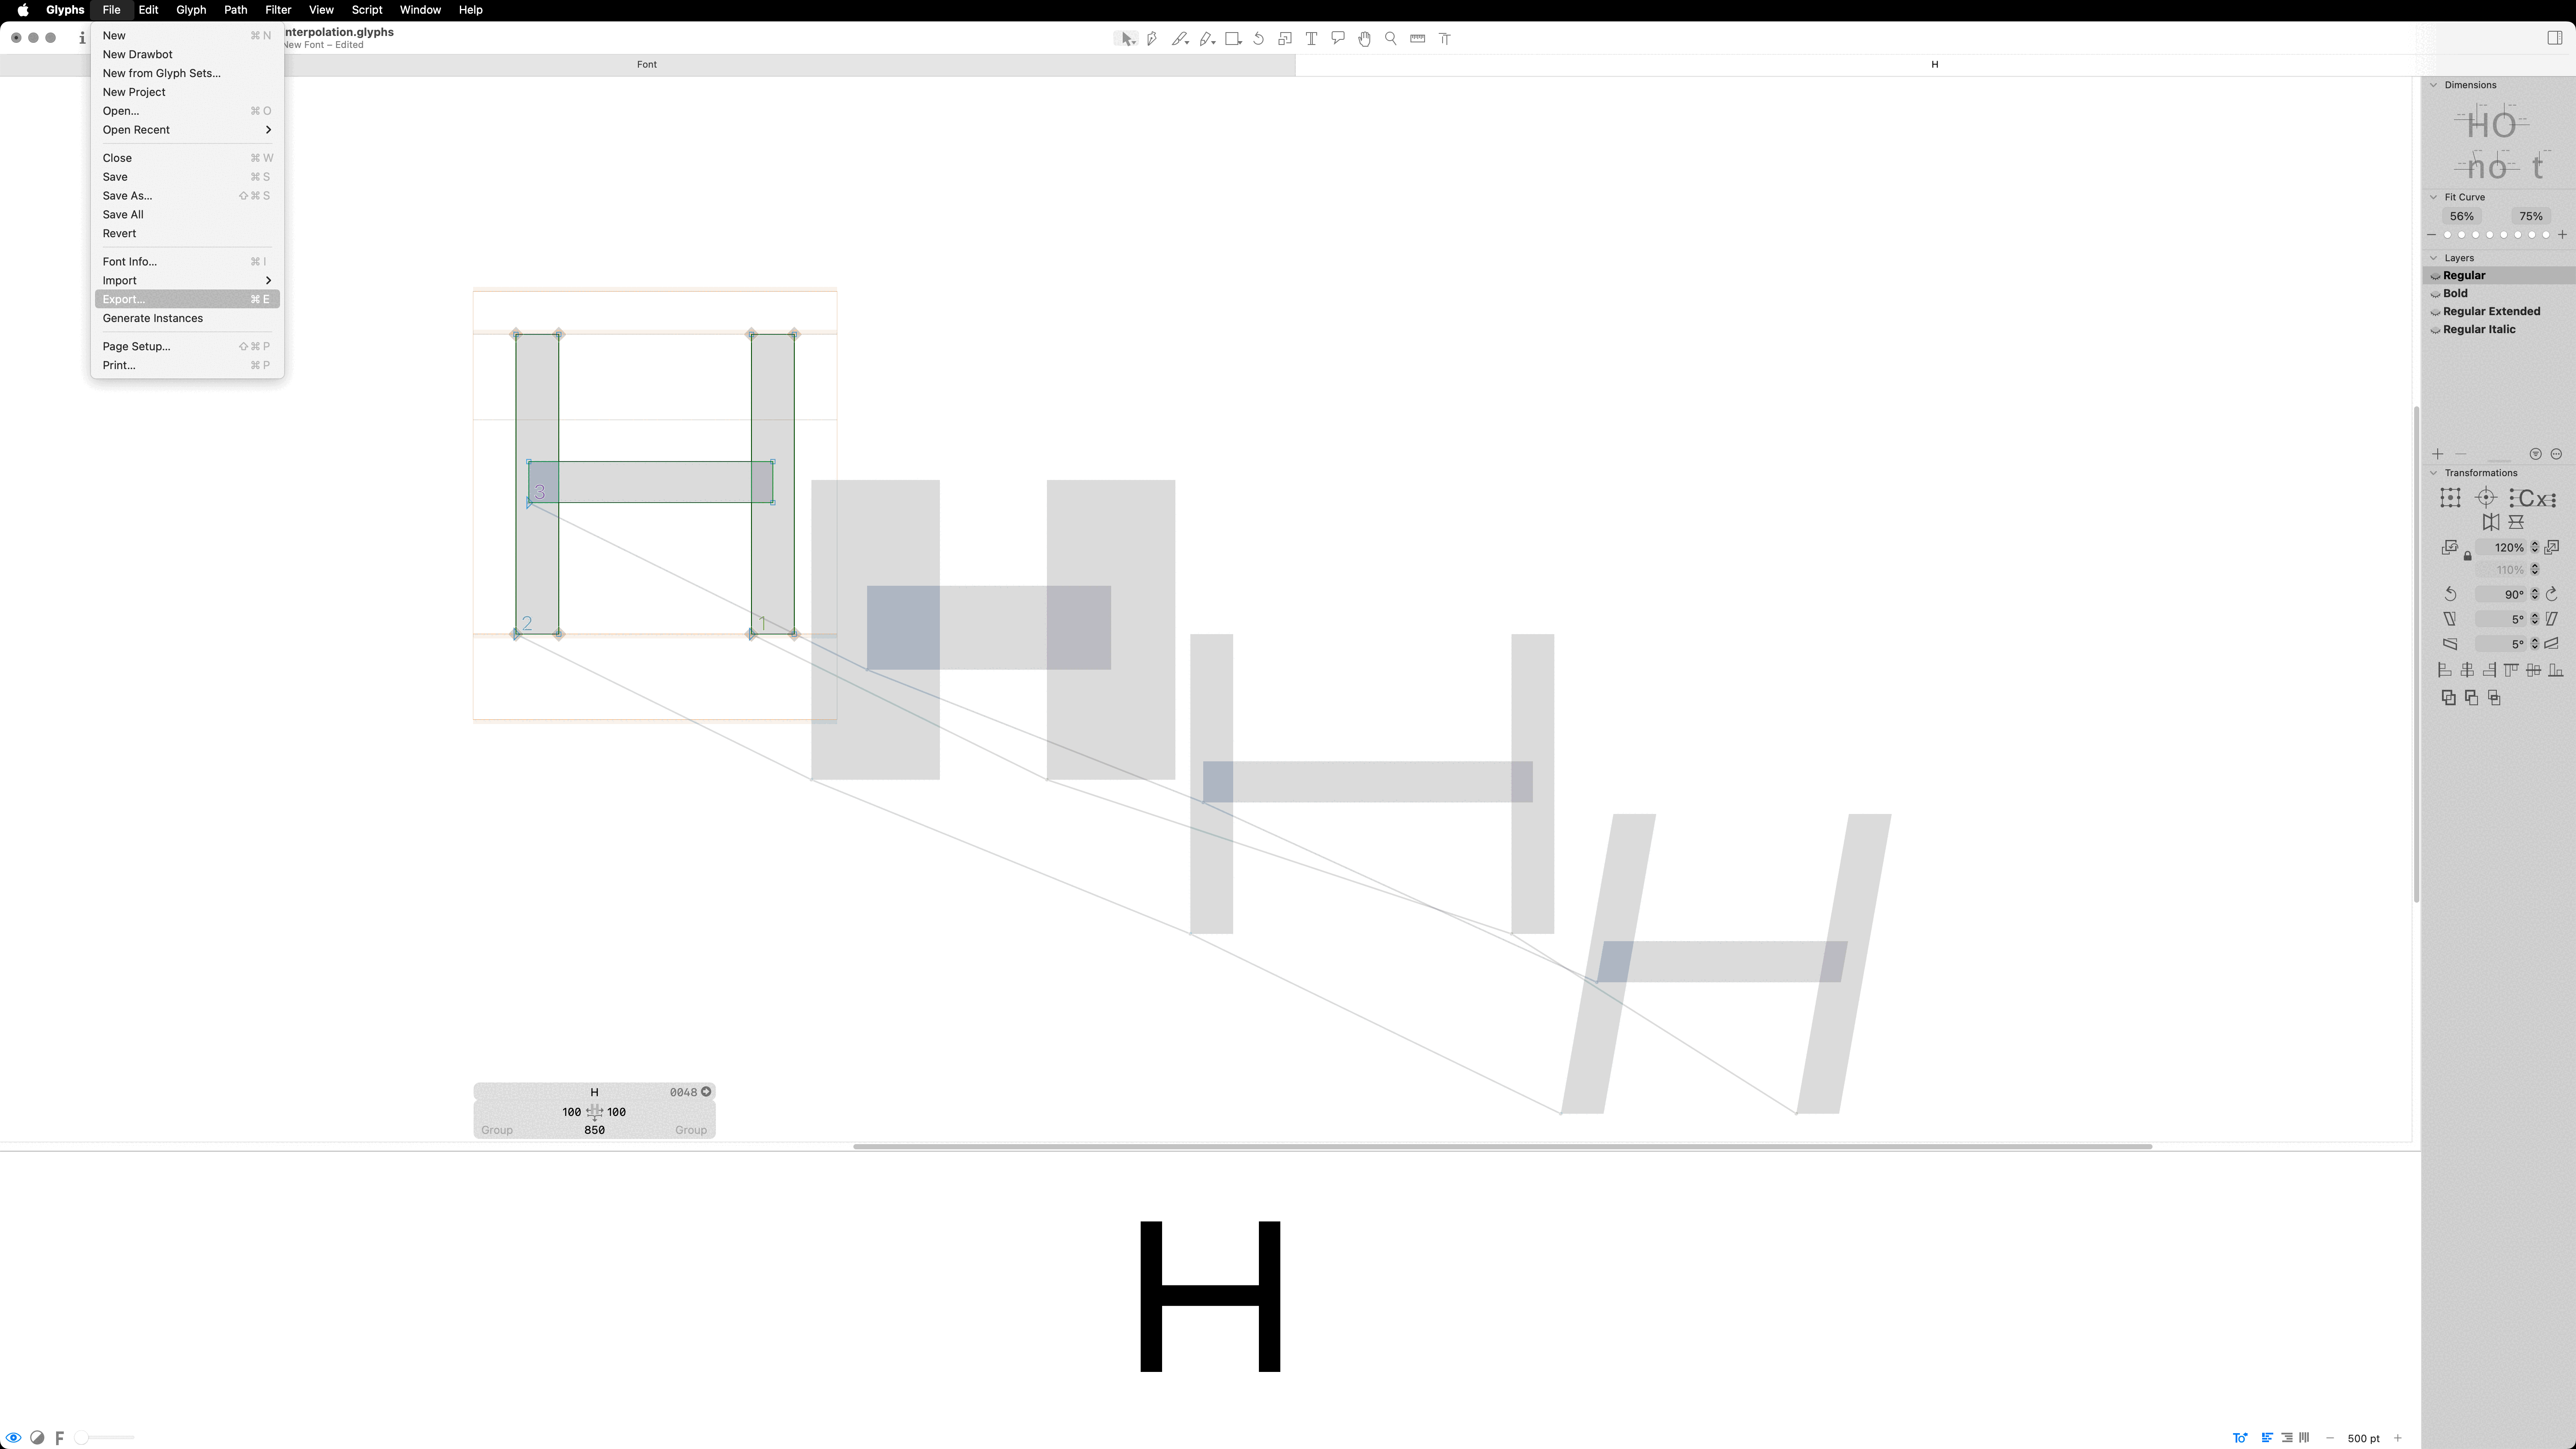 Glyphs File Edit Glyph Path Filter View Script Window Help
nterpolation.glyphs
New Font – Edited
Font
H
New ⌘ N
New Drawbot
New from Glyph Sets...
New Project
Open... ⌘ O
Open Recent
Close ⌘ W
Save ⌘ S
Save As... ⇧ ⌘ S
Save All
Revert
Font Info... ⌘ I
Import
Export... ⌘ E
Generate Instances
Page Setup... ⇧ ⌘ P
Print... ⌘ P
3
2
1
H 0048
100 100
Group 850 Group
H
Dimensions
HO
no t
Fit Curve
56% 75%
Layers
Regular
Bold
Regular Extended
Regular Italic
Transformations
Cx
120%
110%
90°
5°
5°
F
500 pt